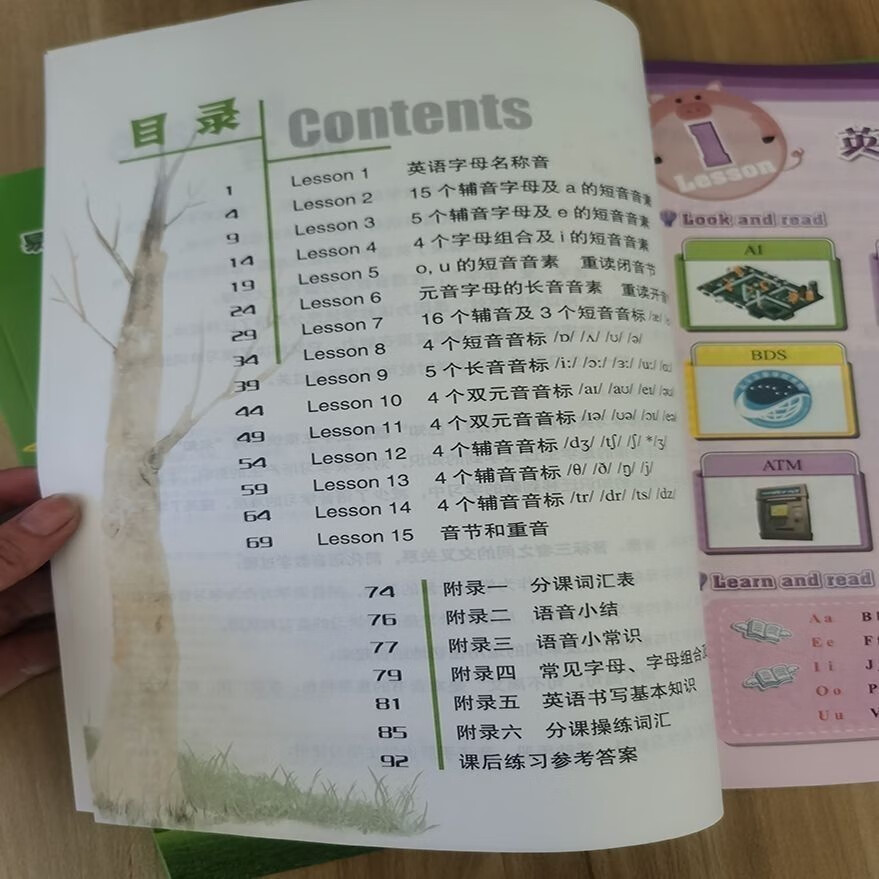 目录 Contents
1 Lesson 1 英语字母名称音
4 Lesson 2 15个辅音字母及a的短音音素
9 Lesson 3 5个辅音字母及e的短音音素
14 Lesson 4 4个字母组合及i的短音音素
19 Lesson 5 o, u的短音音素 重读闭音节
24 Lesson 6 元音字母的长音音素 重读开音
29 Lesson 7 16个辅音及3个短音音标 /æ/
34 Lesson 8 4个短音音标 /ɒ/ /ʌ/ /ʊ/ /ə/
39 Lesson 9 5个长音音标 /iː/ /ɔː/ /ɜː/ /uː/ /ɑː
44 Lesson 10 4个双元音音标 /aɪ/ /aʊ/ /eɪ/ /əʊ/
49 Lesson 11 4个双元音音标 /ɪə/ /ʊə/ /ɔɪ/ /eə
54 Lesson 12 4个辅音音标 /dʒ/ /tʃ/ /ʃ/ */ʒ/
59 Lesson 13 4个辅音音标 /θ/ /ð/ /ŋ/ /j/
64 Lesson 14 4个辅音音标 /tr/ /dr/ /ts/ /dz/
69 Lesson 15 音节和重音
74 附录一 分课词汇表
76 附录二 语音小结
77 附录三 语音小常识
79 附录四 常见字母、字母组合
81 附录五 英语书写基本知识
85 附录六 分课操练词汇
92 课后练习参考答案
1 Lesson 英
Look and read
AI
BDS
ATM
Learn and read
Aa B
Ee F
Ii J
Oo P
Uu V